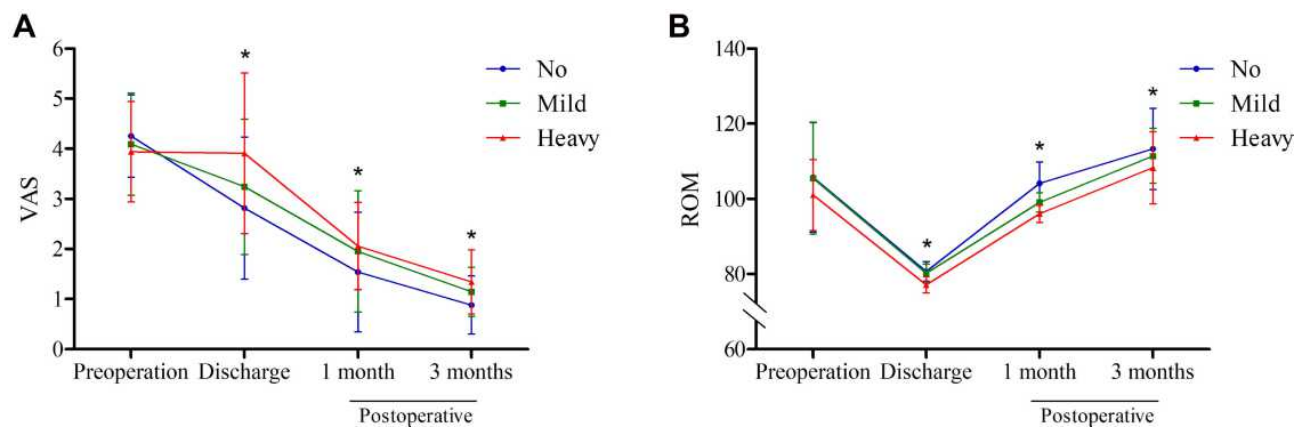 A
VAS
6
5
4
3
2
1
0
*
*
*
No
Mild
Heavy
Preoperation Discharge 1 month 3 months
Postoperative
B
ROM
140
120
100
80
60
*
*
*
No
Mild
Heavy
Preoperation Discharge 1 month 3 months
Postoperative